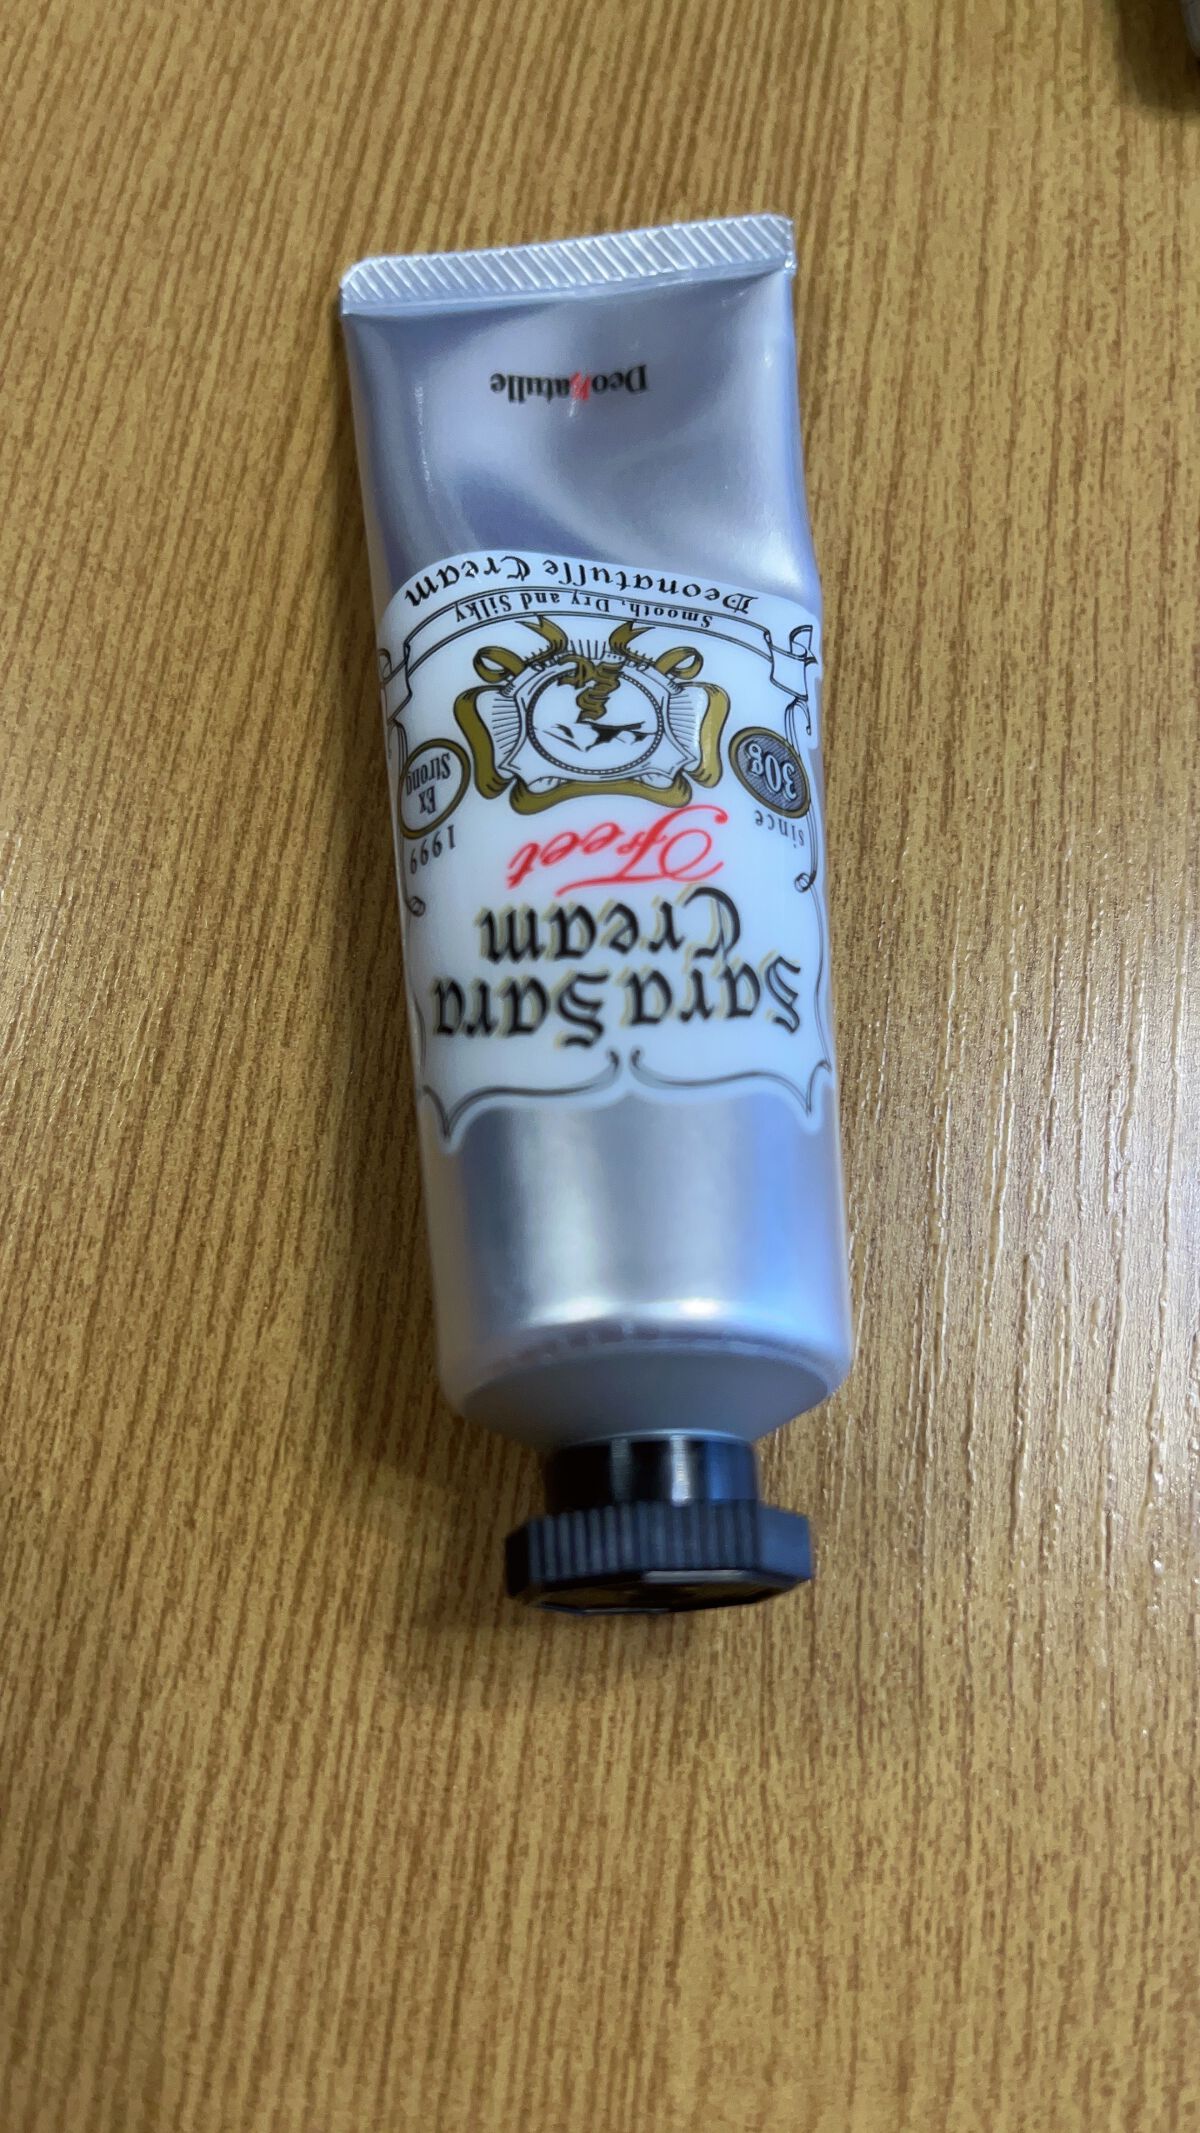 DeoNatulle
Deonatulle Cream
Smooth, Dry and Silky
30g
Ex
Strong
since
1999
Feet
Sara Sara
Cream